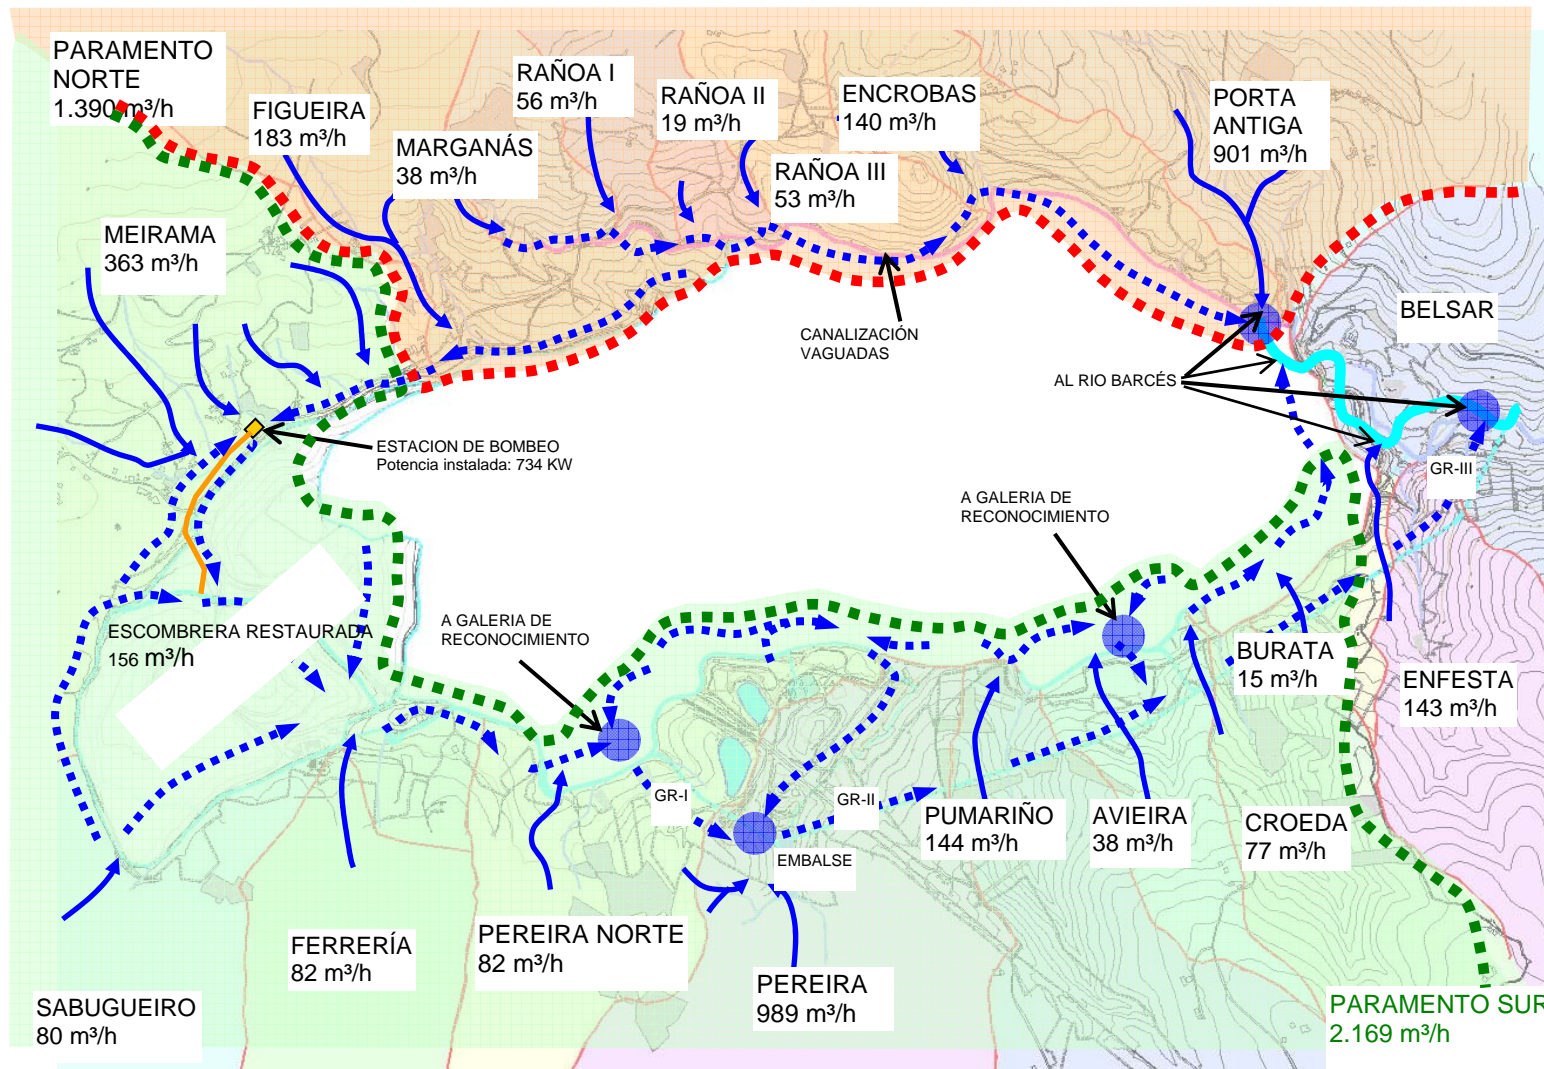 PARAMENTO
NORTE
1.390 m³/h
FIGUEIRA
183 m³/h
MARGANÁS
38 m³/h
RAÑOA I
56 m³/h
RAÑOA II
19 m³/h
RAÑOA III
53 m³/h
ENCROBAS
140 m³/h
PORTA
ANTIGA
901 m³/h
MEIRAMA
363 m³/h
BELSAR
CANALIZACIÓN
VAGUADAS
AL RIO BARCÉS
ESTACION DE BOMBEO
Potencia instalada: 734 KW
GR-III
A GALERIA DE
RECONOCIMIENTO
A GALERIA DE
RECONOCIMIENTO
ESCOMBRERA RESTAURADA
156 m³/h
BURATA
15 m³/h
ENFESTA
143 m³/h
GR-I
GR-II
PUMARIÑO
144 m³/h
AVIEIRA
38 m³/h
CROEDA
77 m³/h
EMBALSE
FERRERÍA
82 m³/h
PEREIRA NORTE
82 m³/h
PEREIRA
989 m³/h
SABUGUEIRO
80 m³/h
PARAMENTO SUR
2.169 m³/h